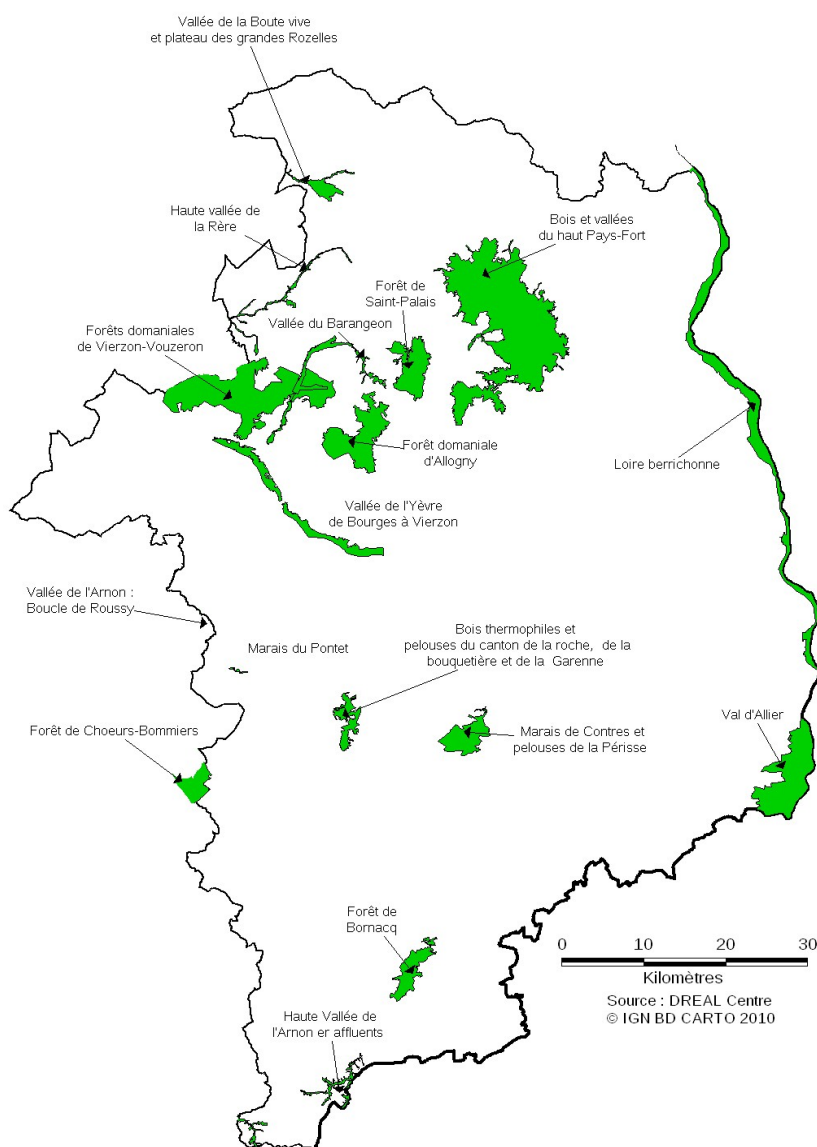 Vallée de la Boute vive
et plateau des grandes Rozelles
Haute vallée de
la Rère
Bois et vallées
du haut Pays-Fort
Forêt de
Saint-Palais
Vallée du Barangeon
Forêts domaniales
de Vierzon-Vouzeron
Forêt domaniale
d'Allogny
Loire berrichonne
Vallée de l'Yèvre
de Bourges à Vierzon
Vallée de l'Arnon :
Boucle de Roussy
Marais du Pontet
Bois thermophiles et
pelouses du canton de la roche, de la
bouquetière et de la Garenne
Forêt de Choeurs-Bommiers
Marais de Contres et
pelouses de la Périsse
Val d'Allier
Forêt de
Bornacq
0 10 20 30
Kilomètres
Source : DREAL Centre
© IGN BD CARTO 2010
Haute Vallée de
l'Arnon er affluents